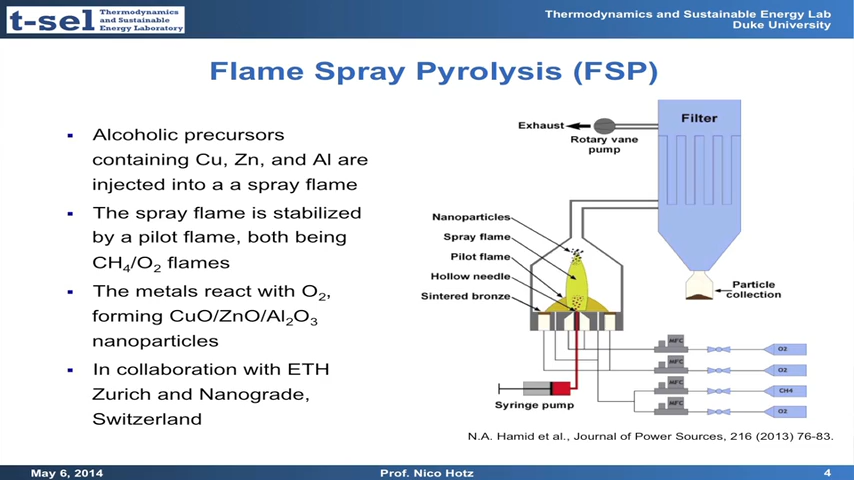 t-sel
Thermodynamics
and Sustainable
Energy Laboratory
Thermodynamics and Sustainable Energy Lab
Duke University
Flame Spray Pyrolysis (FSP)
▪ Alcoholic precursors
containing Cu, Zn, and Al are
injected into a a spray flame
▪ The spray flame is stabilized
by a pilot flame, both being
CH4/O2 flames
▪ The metals react with O2,
forming CuO/ZnO/Al2O3
nanoparticles
▪ In collaboration with ETH
Zurich and Nanograde,
Switzerland
Filter
Exhaust
Rotary vane
pump
Nanoparticles
Spray flame
Pilot flame
Hollow needle
Sintered bronze
Particle
collection
Syringe pump
MFC
O2
MFC
O2
MFC
CH4
MFC
O2
N.A. Hamid et al., Journal of Power Sources, 216 (2013) 76-83.
May 6, 2014
Prof. Nico Hotz
4